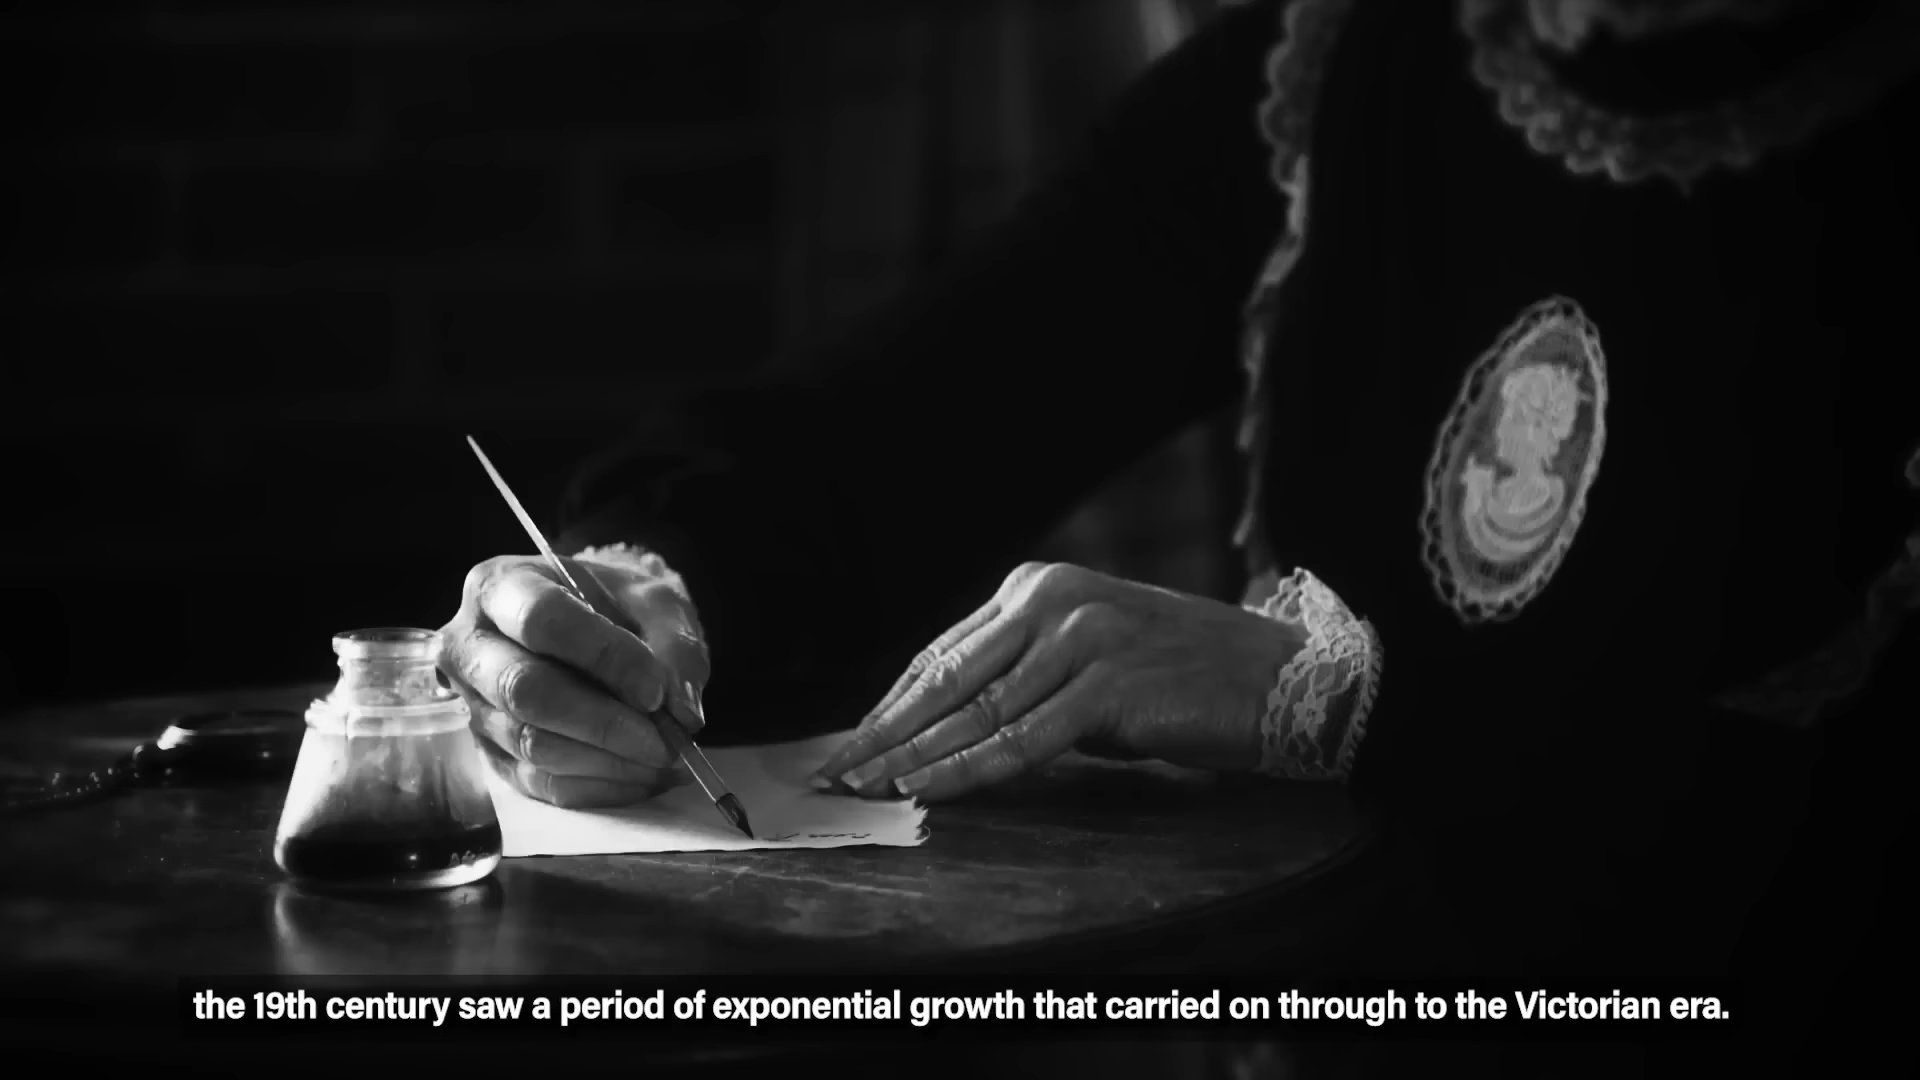 the 19th century saw a period of exponential growth that carried on through to the Victorian era.